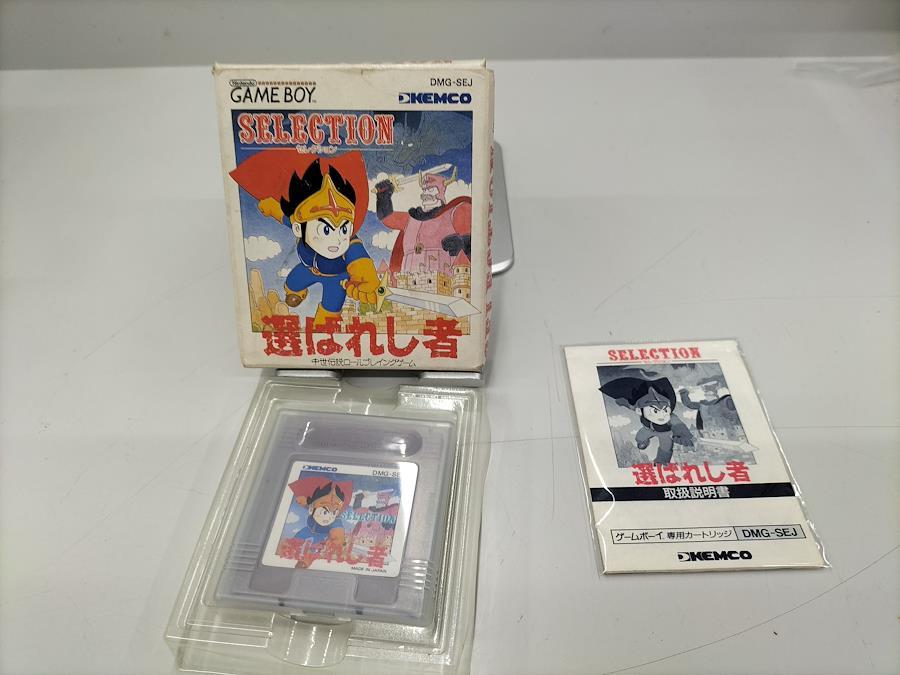 Nintendo
GAME BOY™
DMG-SEJ
KEMCO
SELECTION
セレクション
選ばれし者
中世伝説ロールプレイングゲーム
KEMCO
DMG-SEJ
SELECTION
選ばれし者
MADE IN JAPAN
SELECTION
選ばれし者
取扱説明書
ゲームボーイ専用カートリッジ DMG-SEJ
KEMCO